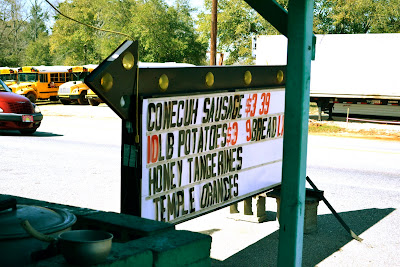 CONECUH SAUSAGE $3 39
10LB POTATOES $3 9 BREAD
HONEY TANGERINES
TEMPLE ORANGES